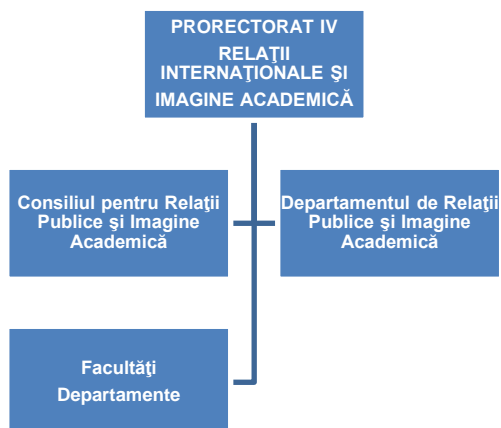 PRORECTORAT IV
RELAŢII
INTERNAŢIONALE ŞI
IMAGINE ACADEMICĂ
Consiliul pentru Relaţii
Publice şi Imagine
Academică
Departamentul de Relaţii
Publice şi Imagine
Academică
Facultăţi
Departamente